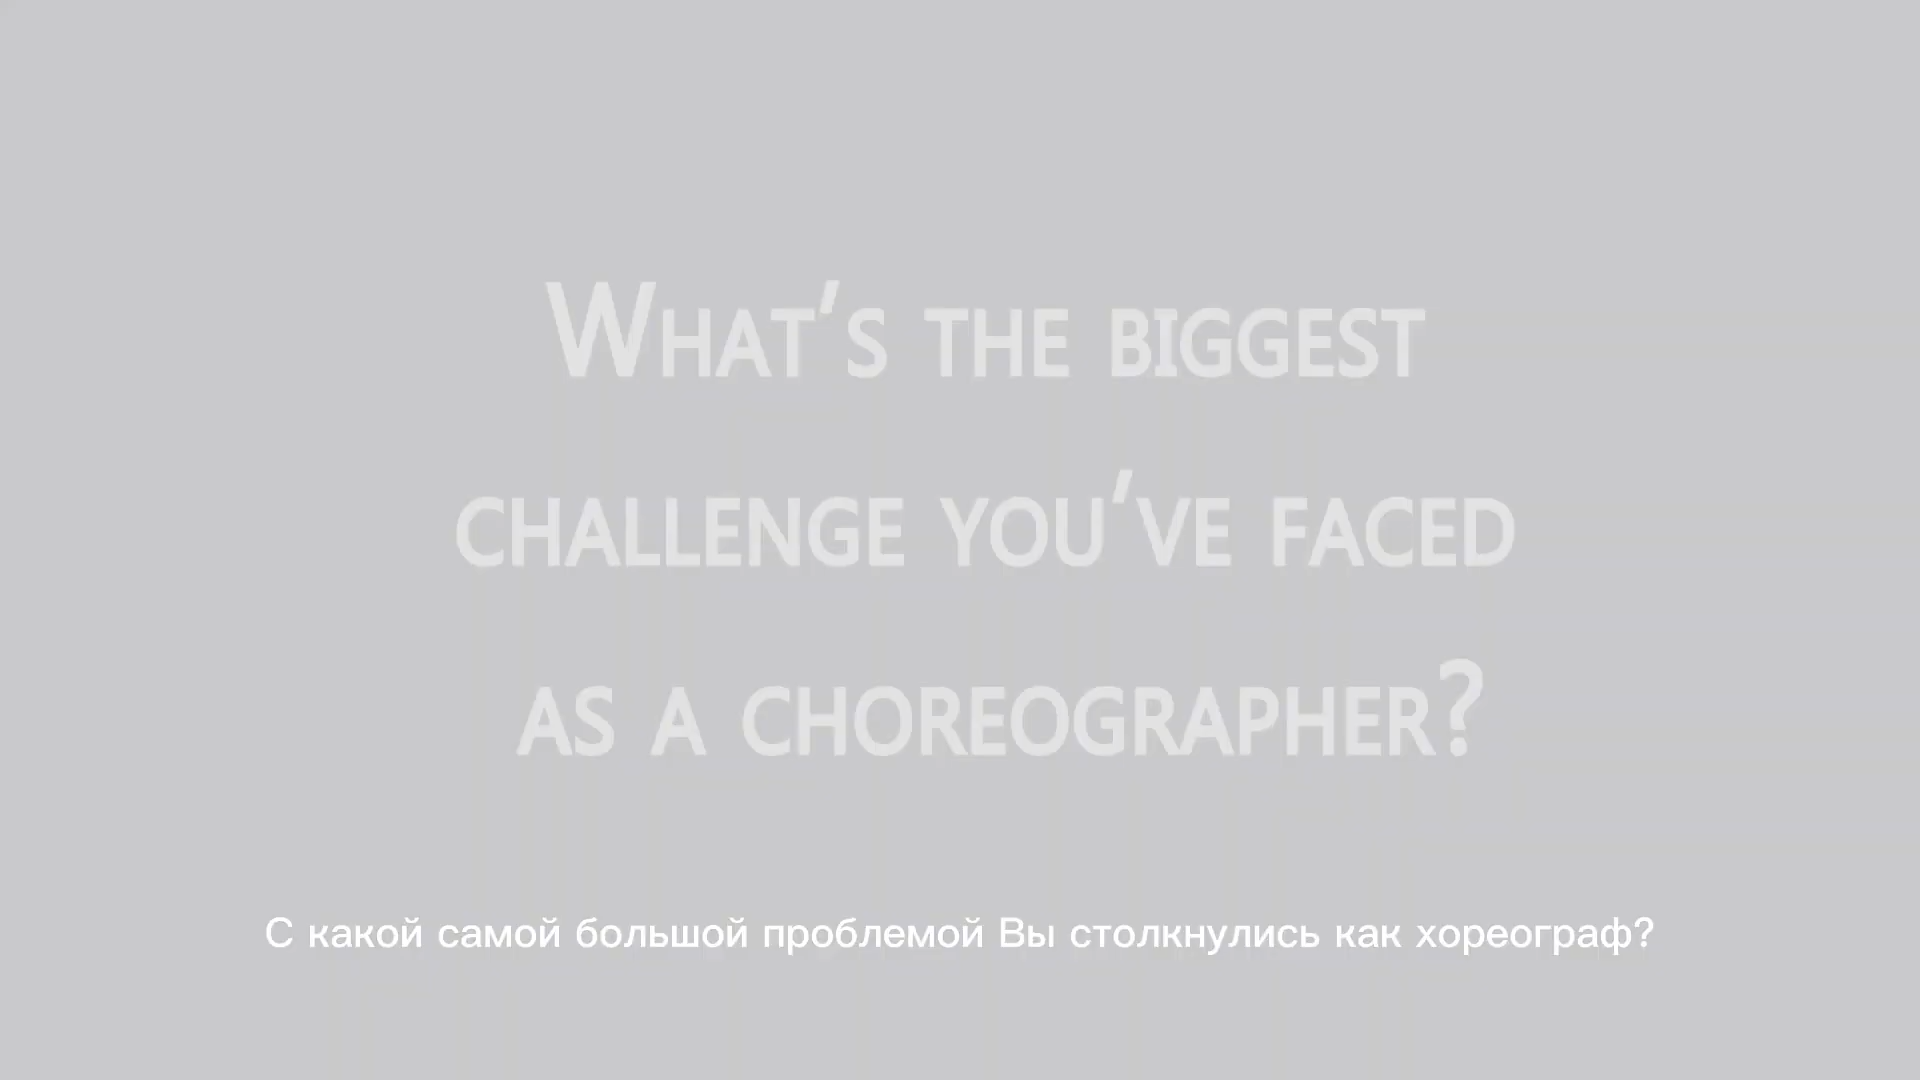 What's the biggest
challenge you've faced
as a choreographer?
С какой самой большой проблемой Вы столкнулись как хореограф?